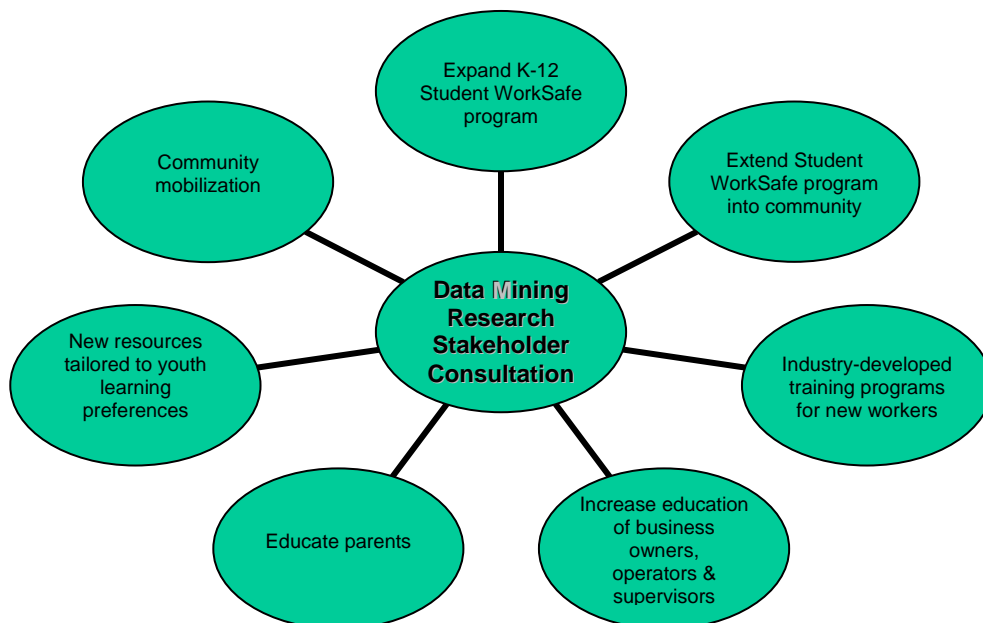 Expand K-12
Student WorkSafe
program
Community
mobilization
Extend Student
WorkSafe program
into community
Data Mining
Research
Stakeholder
Consultation
New resources
tailored to youth
learning
preferences
Industry-developed
training programs
for new workers
Educate parents
Increase education
of business
owners,
operators &
supervisors